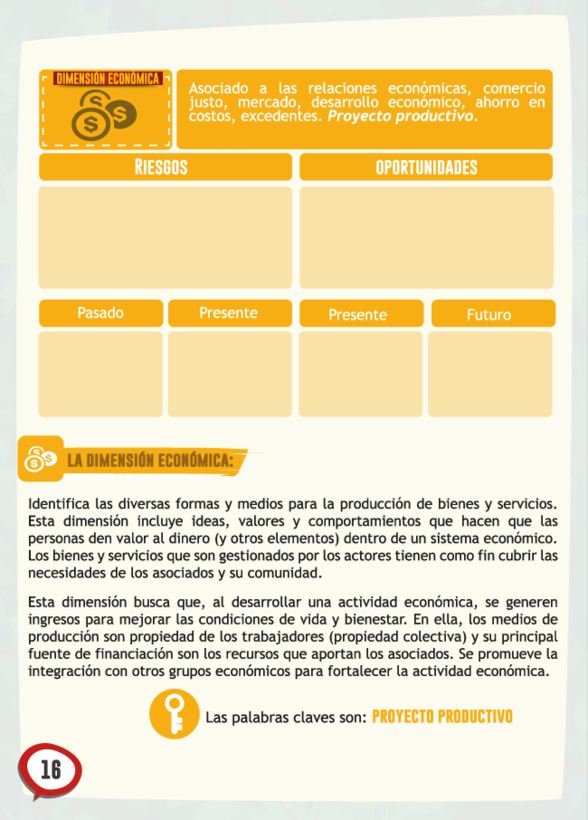 DIMENSIÓN ECONÓMICA
Asociado a las relaciones económicas, comercio
justo, mercado, desarrollo económico, ahorro en
costos, excedentes. Proyecto productivo.
RIESGOS
OPORTUNIDADES
Pasado
Presente
Presente
Futuro
LA DIMENSIÓN ECONÓMICA:
Identifica las diversas formas y medios para la producción de bienes y servicios.
Esta dimensión incluye ideas, valores y comportamientos que hacen que las
personas den valor al dinero (y otros elementos) dentro de un sistema económico.
Los bienes y servicios que son gestionados por los actores tienen como fin cubrir las
necesidades de los asociados y su comunidad.
Esta dimensión busca que, al desarrollar una actividad económica, se generen
ingresos para mejorar las condiciones de vida y bienestar. En ella, los medios de
producción son propiedad de los trabajadores (propiedad colectiva) y su principal
fuente de financiación son los recursos que aportan los asociados. Se promueve la
integración con otros grupos económicos para fortalecer la actividad económica.
Las palabras claves son: PROYECTO PRODUCTIVO
16